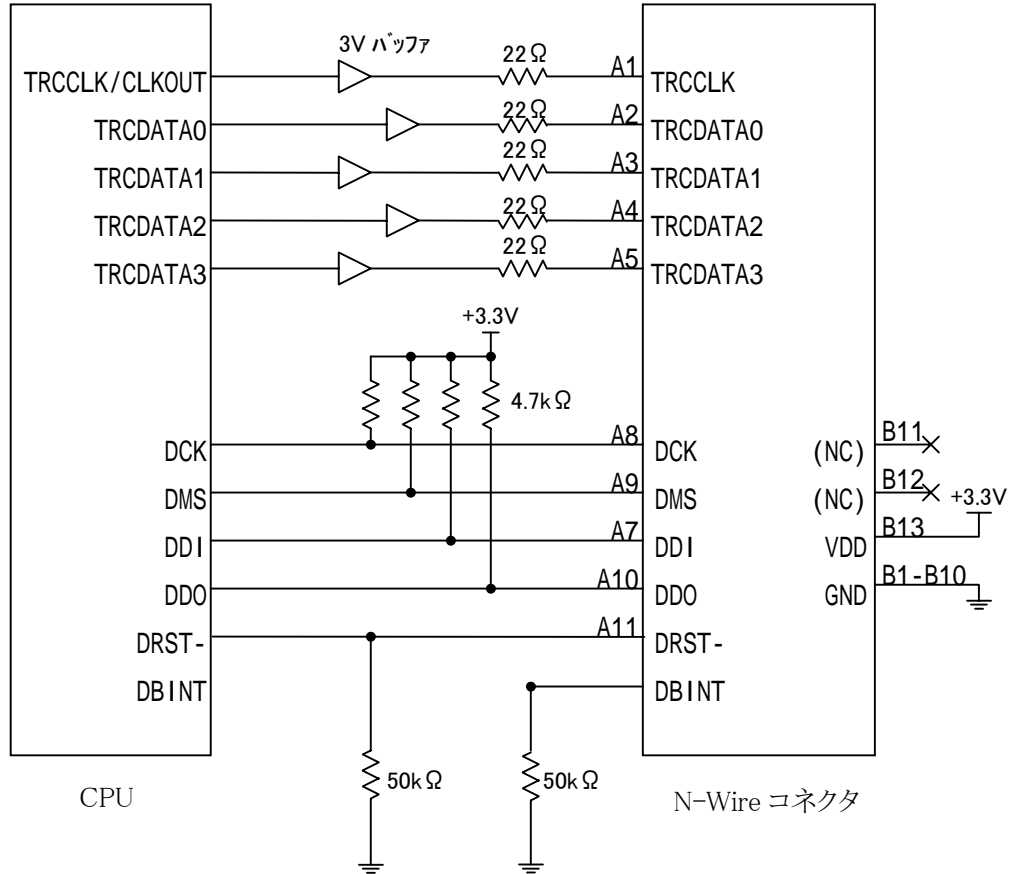 3V バッファ
TRCCLK/CLKOUT
22Ω
A1
TRCCLK
TRCDATA0
22Ω
A2
TRCDATA0
TRCDATA1
22Ω
A3
TRCDATA1
TRCDATA2
22Ω
A4
TRCDATA2
TRCDATA3
22Ω
A5
TRCDATA3
+3.3V
4.7kΩ
DCK
A8
DCK
(NC)
B11
DMS
A9
DMS
(NC)
B12
+3.3V
DDI
A7
DDI
VDD
B13
DDO
A10
DDO
GND
B1-B10
DRST-
A11
DRST-
DBINT
DBINT
50kΩ
50kΩ
CPU
N-Wire コネクタ